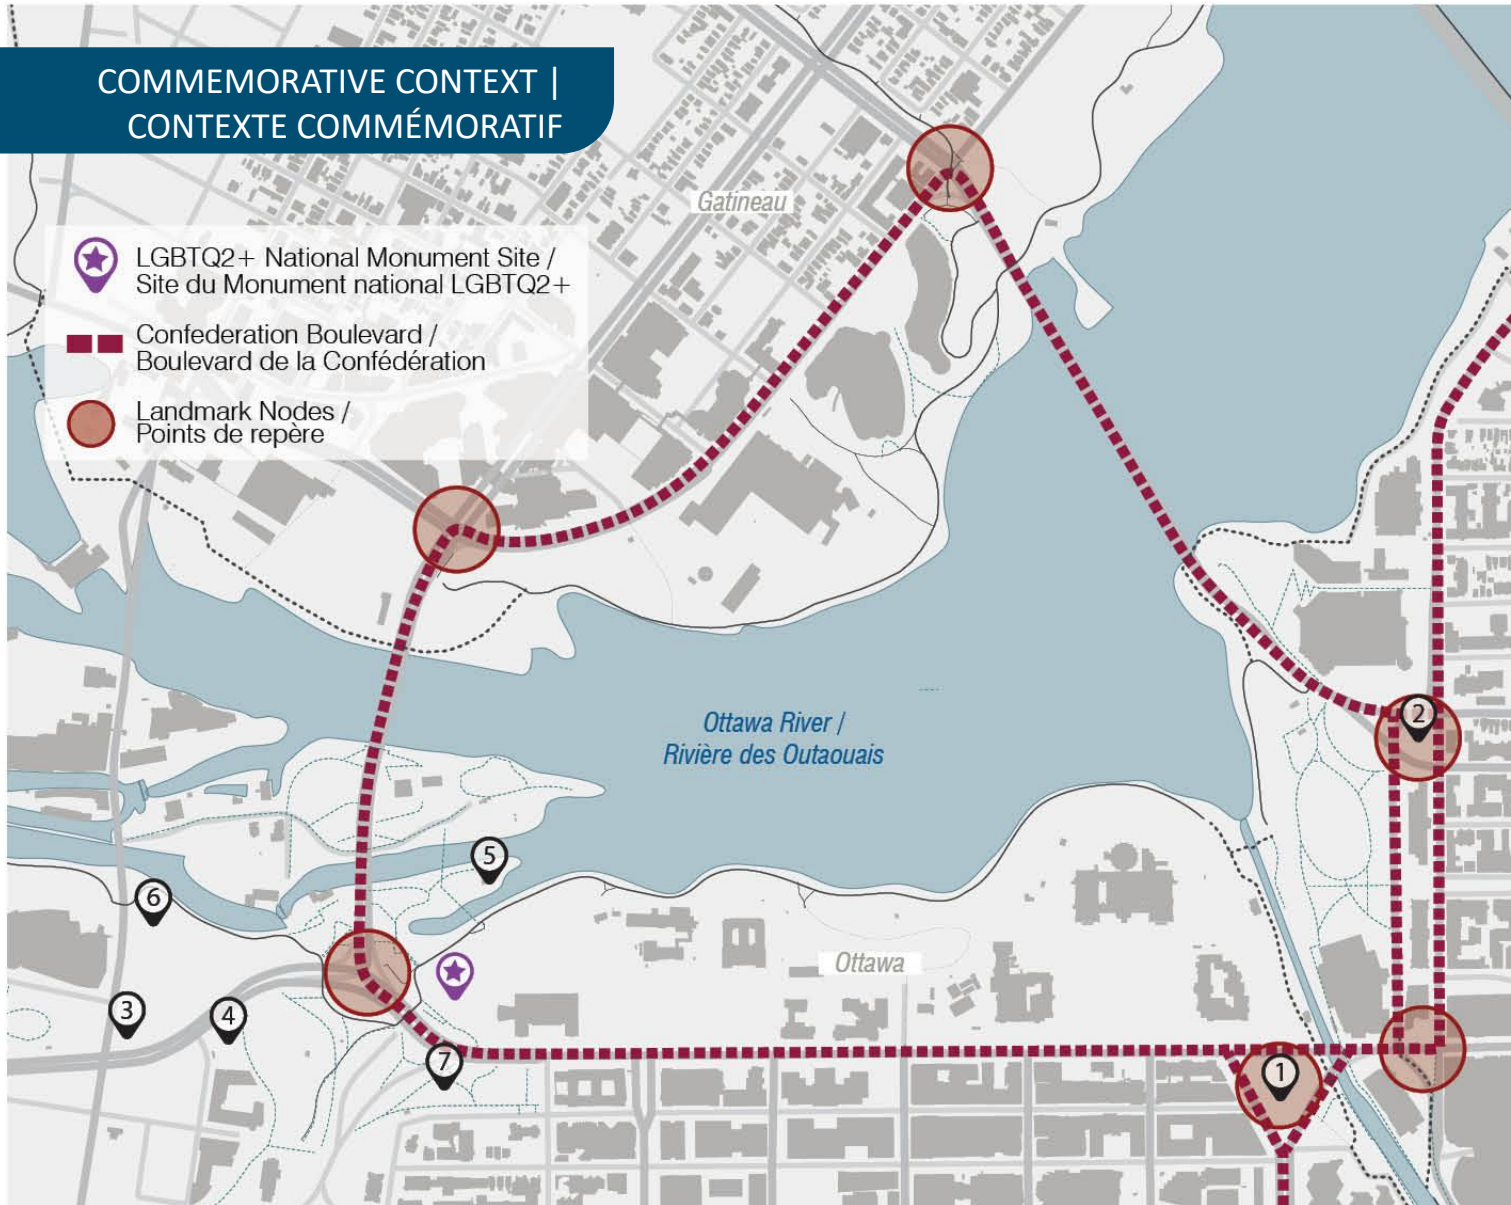 COMMEMORATIVE CONTEXT |
CONTEXTE COMMÉMORATIF
Gatineau
LGBTQ2+ National Monument Site /
Site du Monument national LGBTQ2+
Confederation Boulevard /
Boulevard de la Confédération
Landmark Nodes /
Points de repère
2
Ottawa River /
Rivière des Outaouais
5
6
Ottawa
3
4
7
1